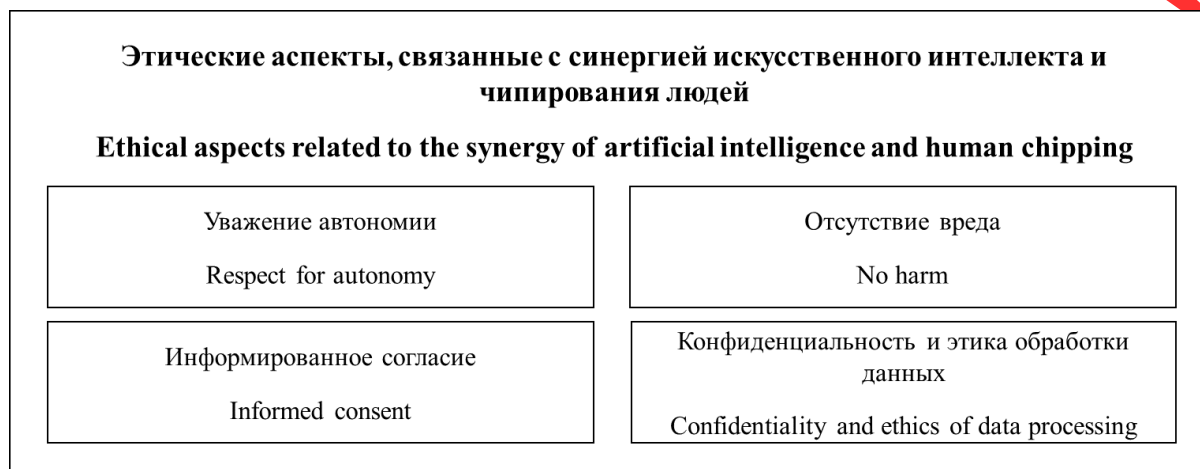 Этические аспекты, связанные с синергией искусственного интеллекта и
чипирования людей
Ethical aspects related to the synergy of artificial intelligence and human chipping
Уважение автономии
Respect for autonomy
Отсутствие вреда
No harm
Информированное согласие
Informed consent
Конфиденциальность и этика обработки
данных
Confidentiality and ethics of data processing